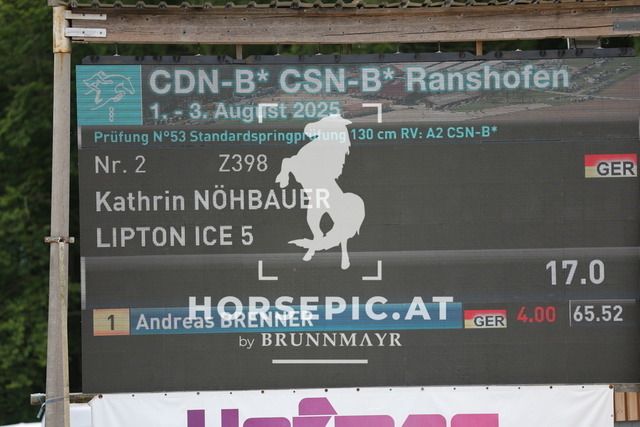 CDN-B* CSN-B* Ranshofen
1. - 3. August 2025
Prüfung N°53 Standardspringprüfung 130 cm RV: A2 CSN-B*
Nr. 2 Z398 GER
Kathrin NÖHBAUER
LIPTON ICE 5
17.0
HORSEPIC.AT
1 Andreas BRENNER GER 4.00 65.52
by BRUNNMAYR